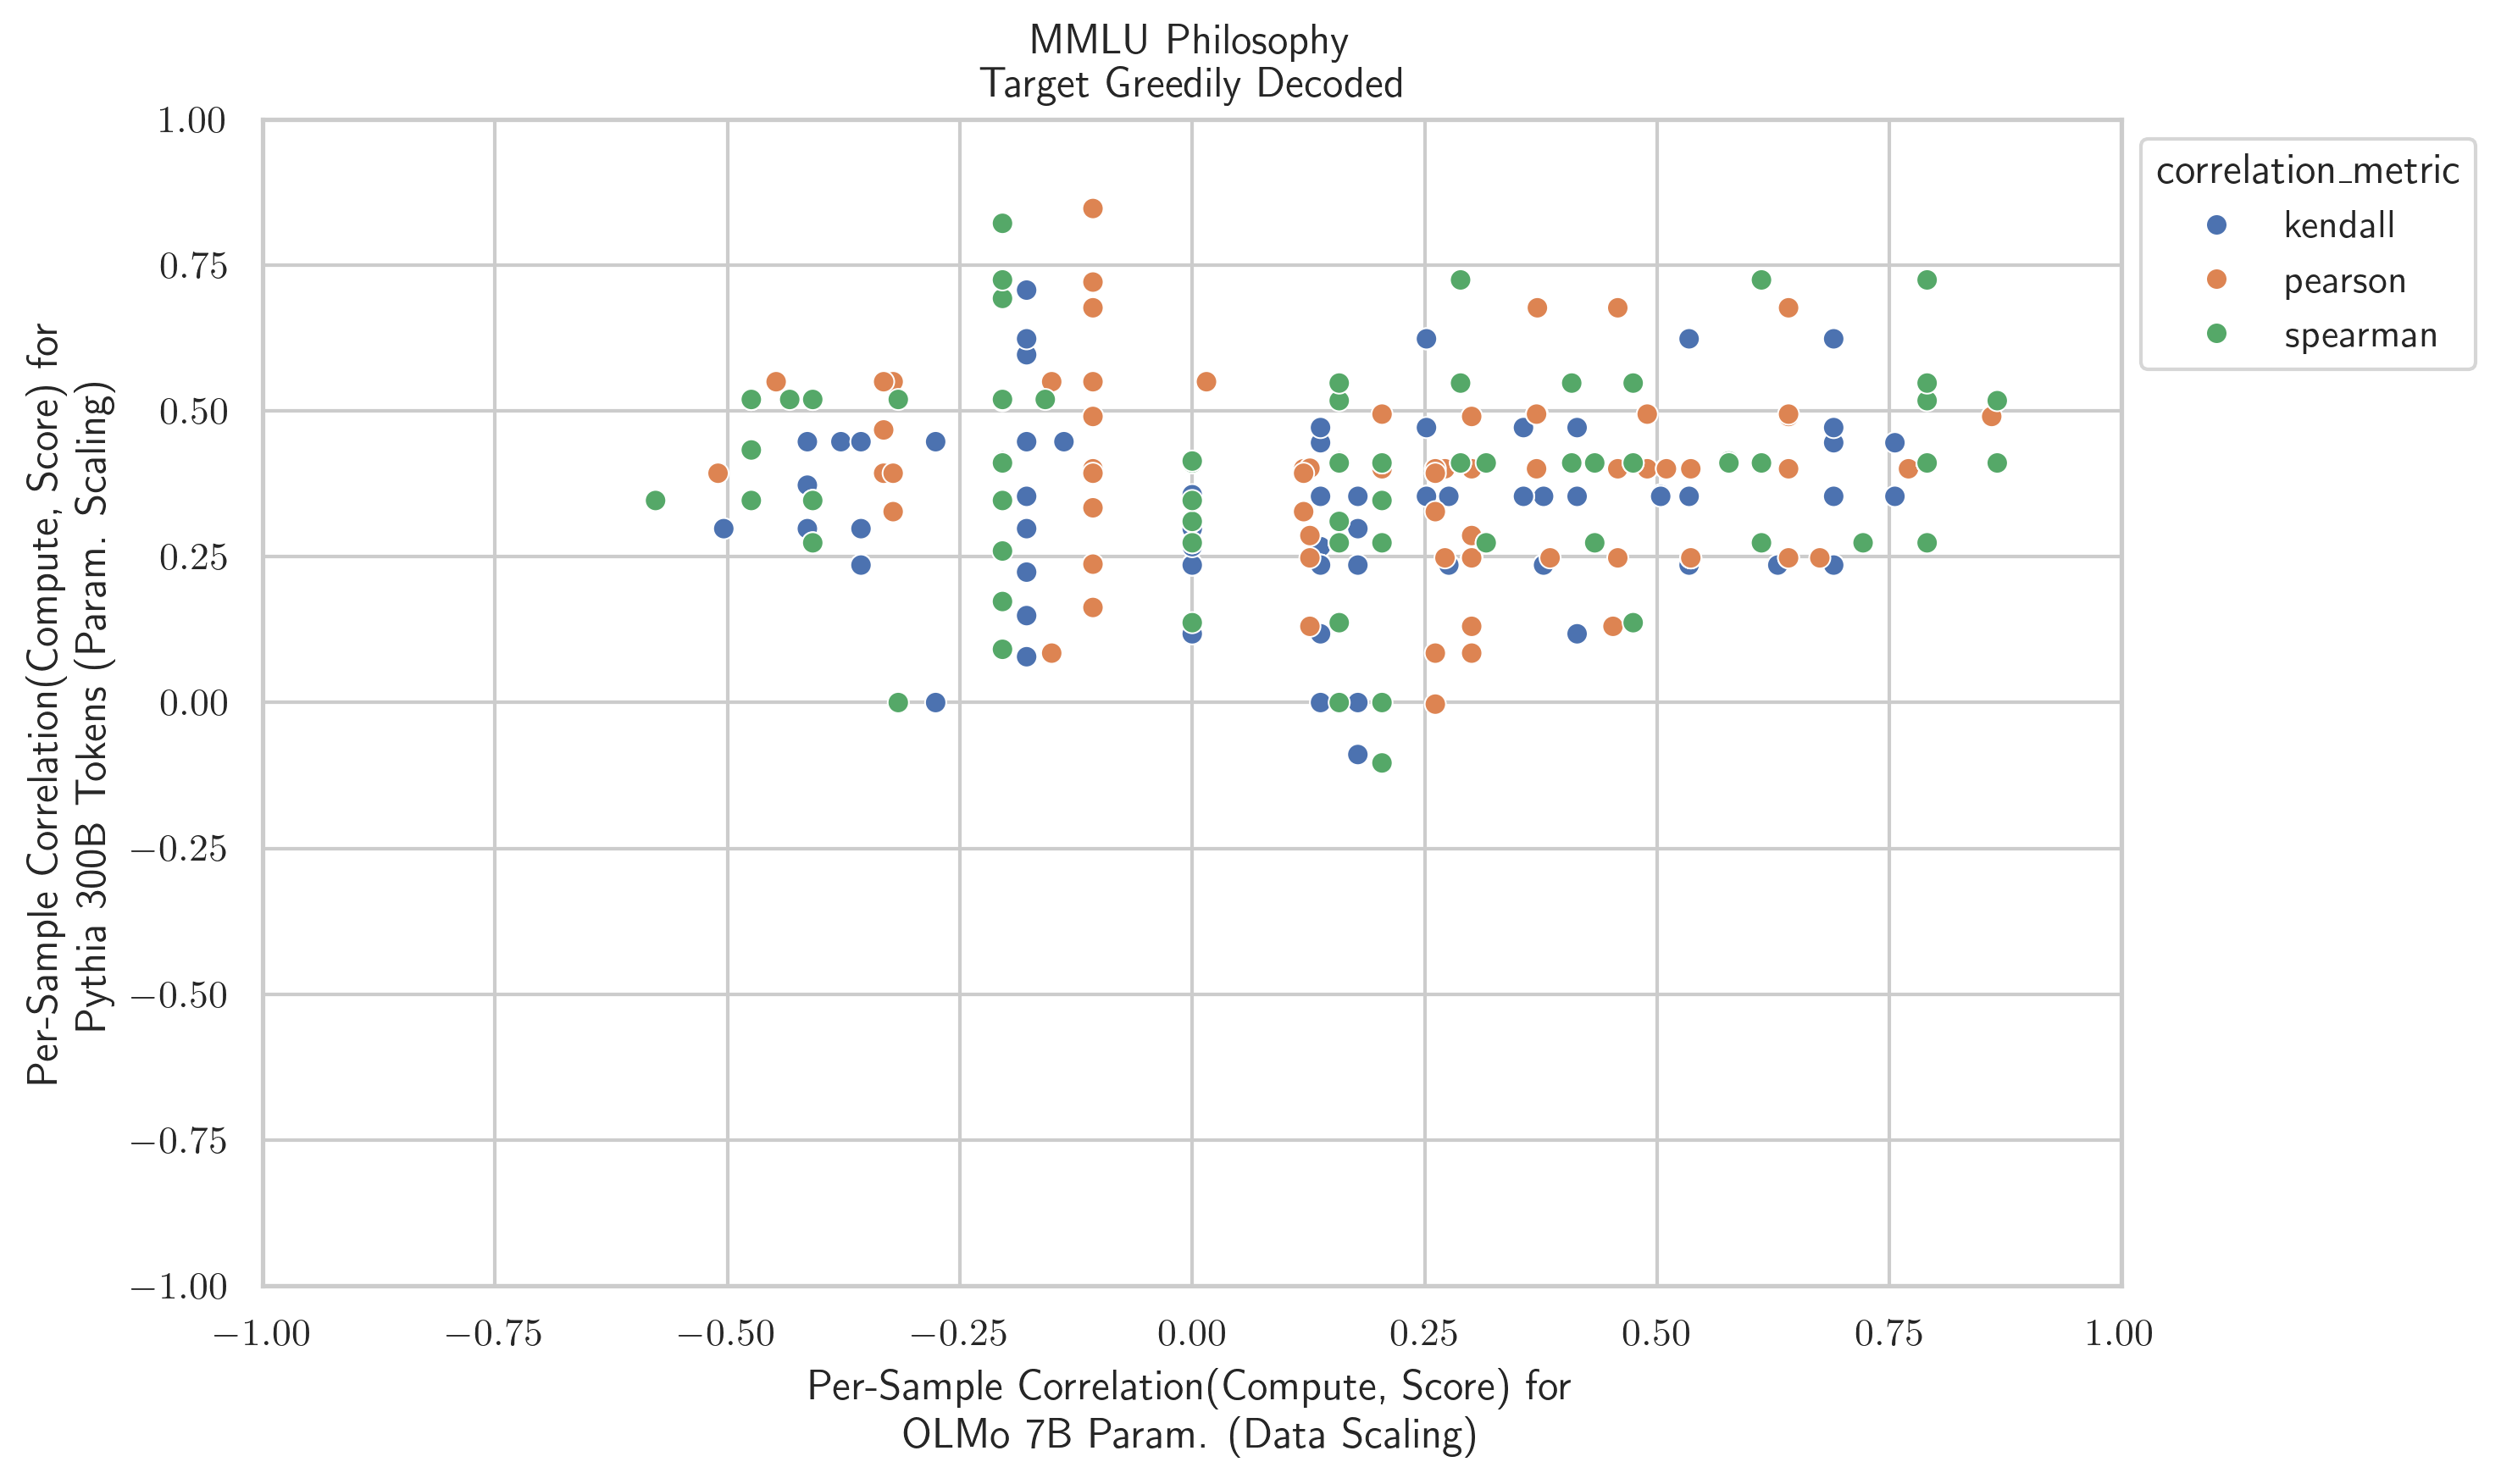 MMLU Philosophy
Target Greedily Decoded
Per-Sample Correlation(Compute, Score) for
Pythia 300B Tokens (Param. Scaling)
1.00
0.75
0.50
0.25
0.00
−0.25
−0.50
−0.75
−1.00
−1.00 −0.75 −0.50 −0.25 0.00 0.25 0.50 0.75 1.00
Per-Sample Correlation(Compute, Score) for
OLMo 7B Param. (Data Scaling)
correlation_metric
kendall
pearson
spearman